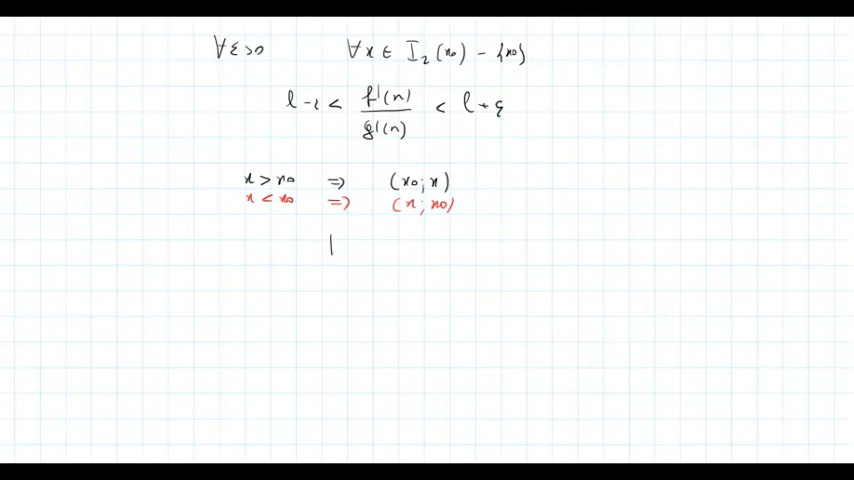 ∀ε>0 ∀x ∈ I₂(x₀) - {x₀}
l-ε < f'(x)/g'(x) < l+ε
x > x₀ ⇒ (x₀; x)
x < x₀ ⇒ (x; x₀)